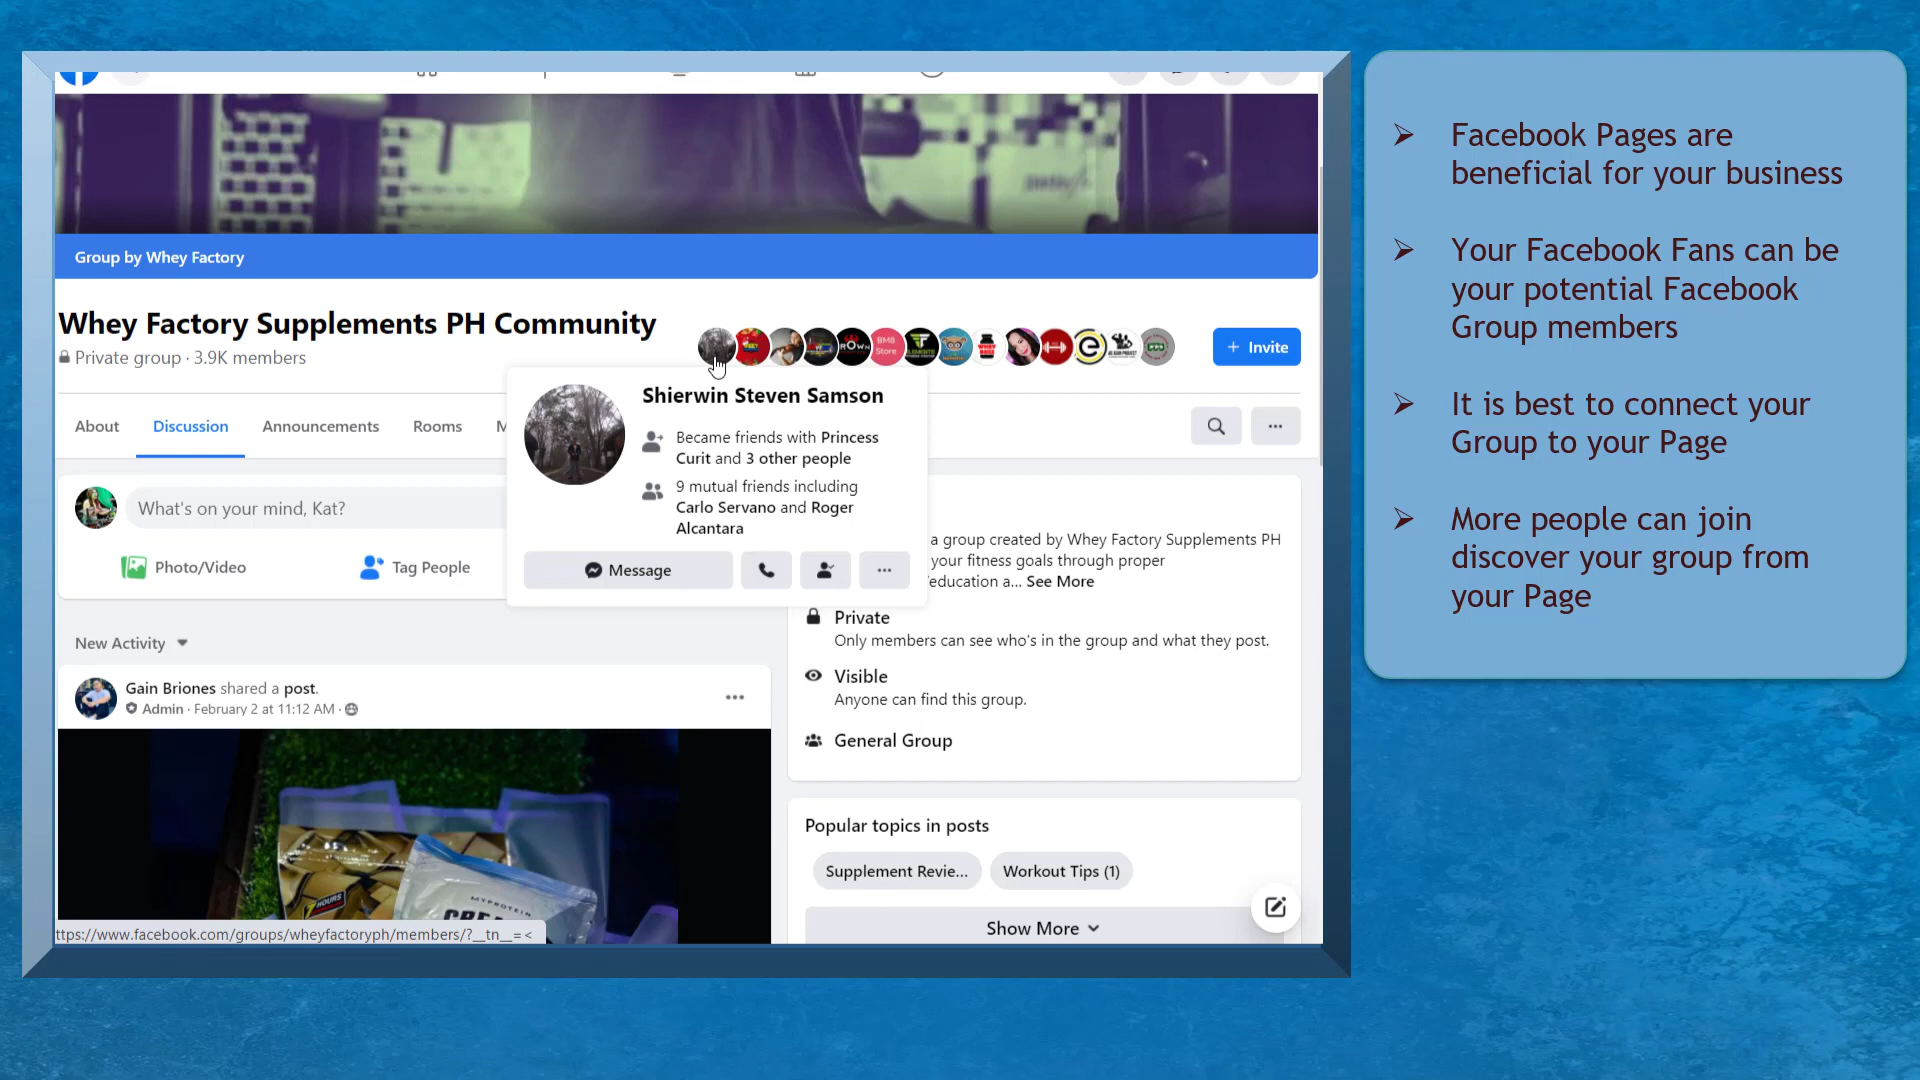 Group by Whey Factory
Whey Factory Supplements PH Community
Private group · 3.9K members
BM8
Store
+ Invite
About
Discussion
Announcements
Rooms
M
Shierwin Steven Samson
Became friends with Princess
Curit and 3 other people
9 mutual friends including
Carlo Servano and Roger
Alcantara
Message
What's on your mind, Kat?
Photo/Video
Tag People
a group created by Whey Factory Supplements PH
your fitness goals through proper
/education a... See More
Private
Only members can see who's in the group and what they post.
Visible
Anyone can find this group.
General Group
New Activity
Gain Briones shared a post.
Admin · February 2 at 11:12 AM ·
HOURS
MYPROTEIN
Popular topics in posts
Supplement Revie...
Workout Tips (1)
Show More
ttps://www.facebook.com/groups/wheyfactoryph/members/?__tn__=<
➢ Facebook Pages are
beneficial for your business
➢ Your Facebook Fans can be
your potential Facebook
Group members
➢ It is best to connect your
Group to your Page
➢ More people can join
discover your group from
your Page